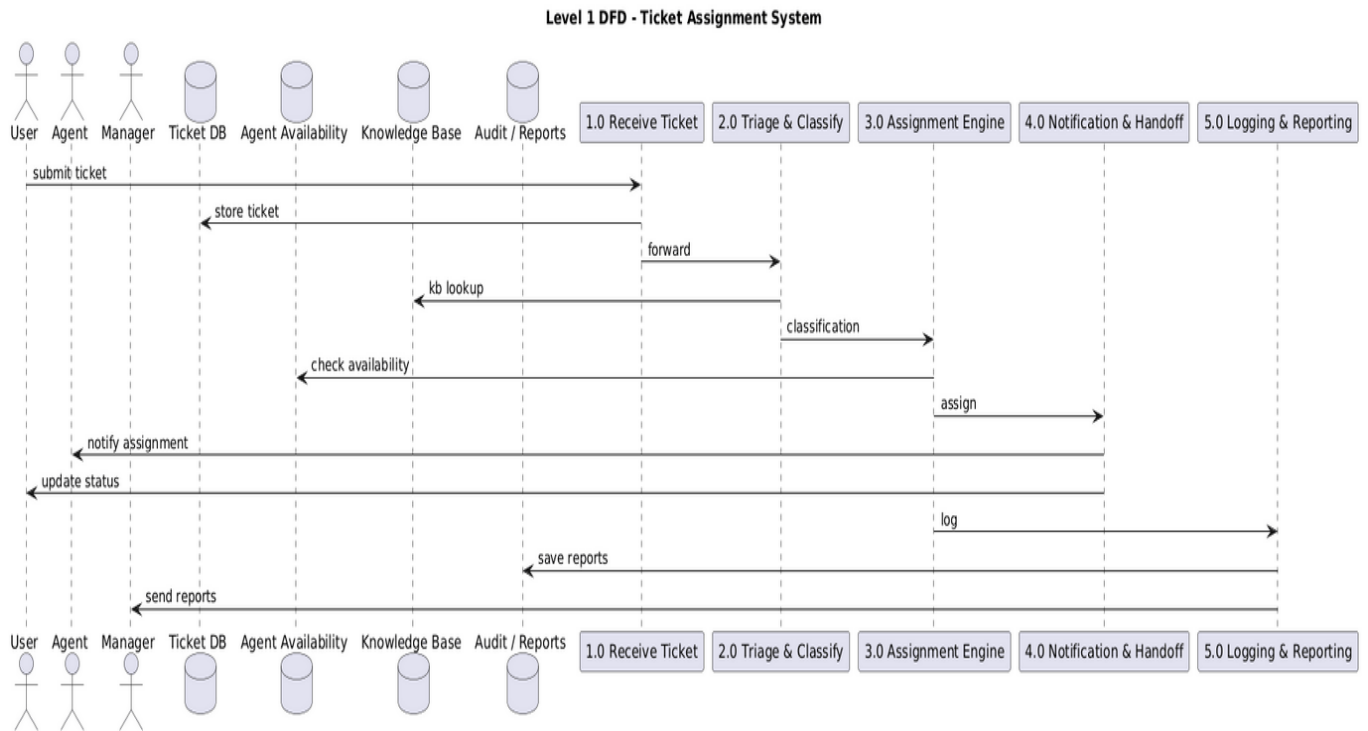 Level 1 DFD - Ticket Assignment System
User Agent Manager Ticket DB Agent Availability Knowledge Base Audit / Reports 1.0 Receive Ticket 2.0 Triage & Classify 3.0 Assignment Engine 4.0 Notification & Handoff 5.0 Logging & Reporting
submit ticket
store ticket
forward
kb lookup
classification
check availability
assign
notify assignment
update status
log
save reports
send reports
User Agent Manager Ticket DB Agent Availability Knowledge Base Audit / Reports 1.0 Receive Ticket 2.0 Triage & Classify 3.0 Assignment Engine 4.0 Notification & Handoff 5.0 Logging & Reporting